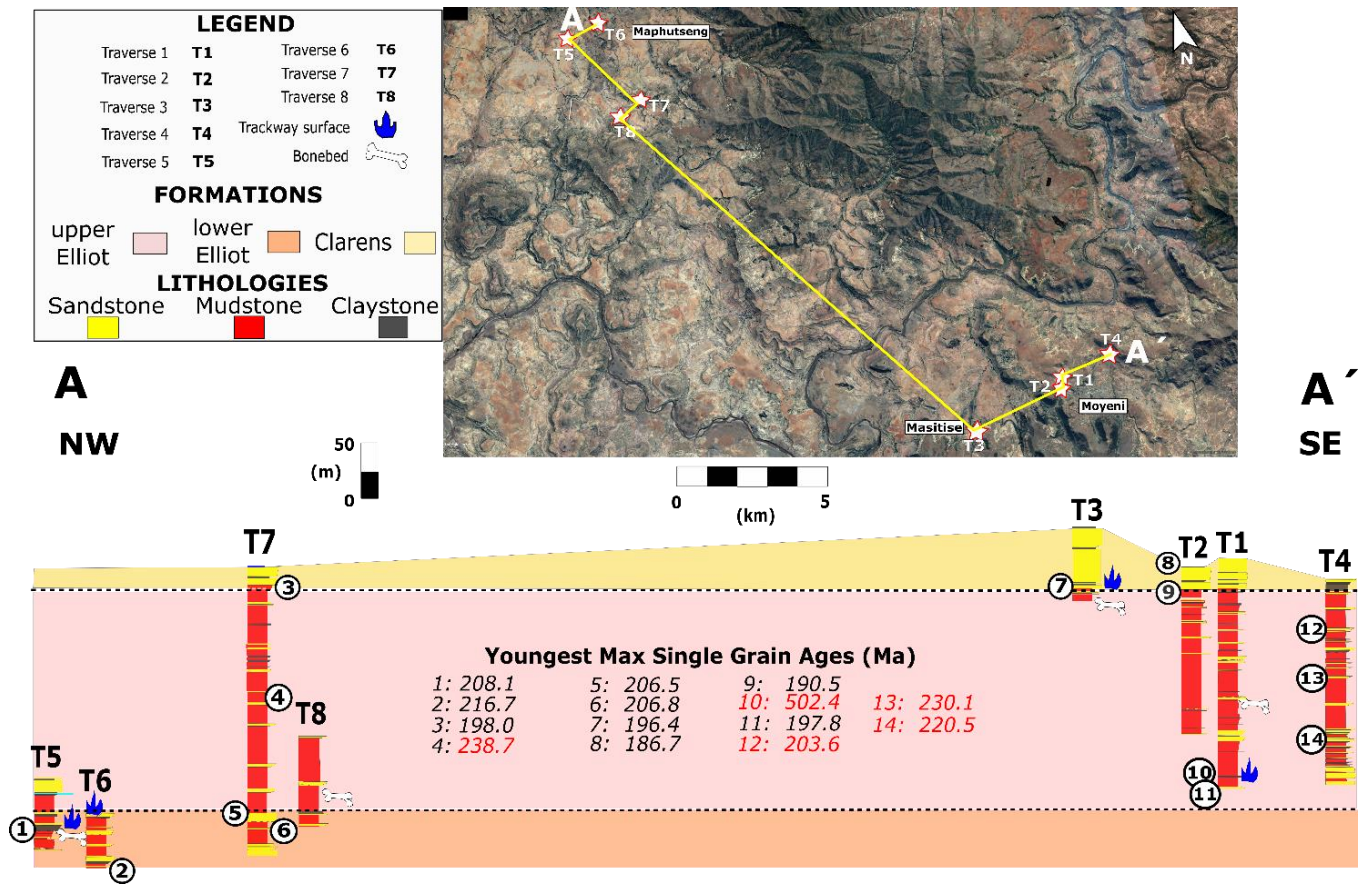 LEGEND
Traverse 1 T1
Traverse 2 T2
Traverse 3 T3
Traverse 4 T4
Traverse 5 T5
Traverse 6 T6
Traverse 7 T7
Traverse 8 T8
Trackway surface
Bonebed
FORMATIONS
upper Elliot
lower Elliot
Clarens
LITHOLOGIES
Sandstone Mudstone Claystone
A
T6 Maphutseng
T5
T7
T8
N
T4 A´
T1
T2
Moyeni
Masitise
T3
A
NW
50
(m)
0
0 5
(km)
A´
SE
T7
T3
T2
T1
T4
T8
T5
T6
3
7
8
9
12
4
13
14
10
11
5
6
1
2
Youngest Max Single Grain Ages (Ma)
1: 208.1 5: 206.5 9: 190.5
2: 216.7 6: 206.8 10: 502.4 13: 230.1
3: 198.0 7: 196.4 11: 197.8 14: 220.5
4: 238.7 8: 186.7 12: 203.6